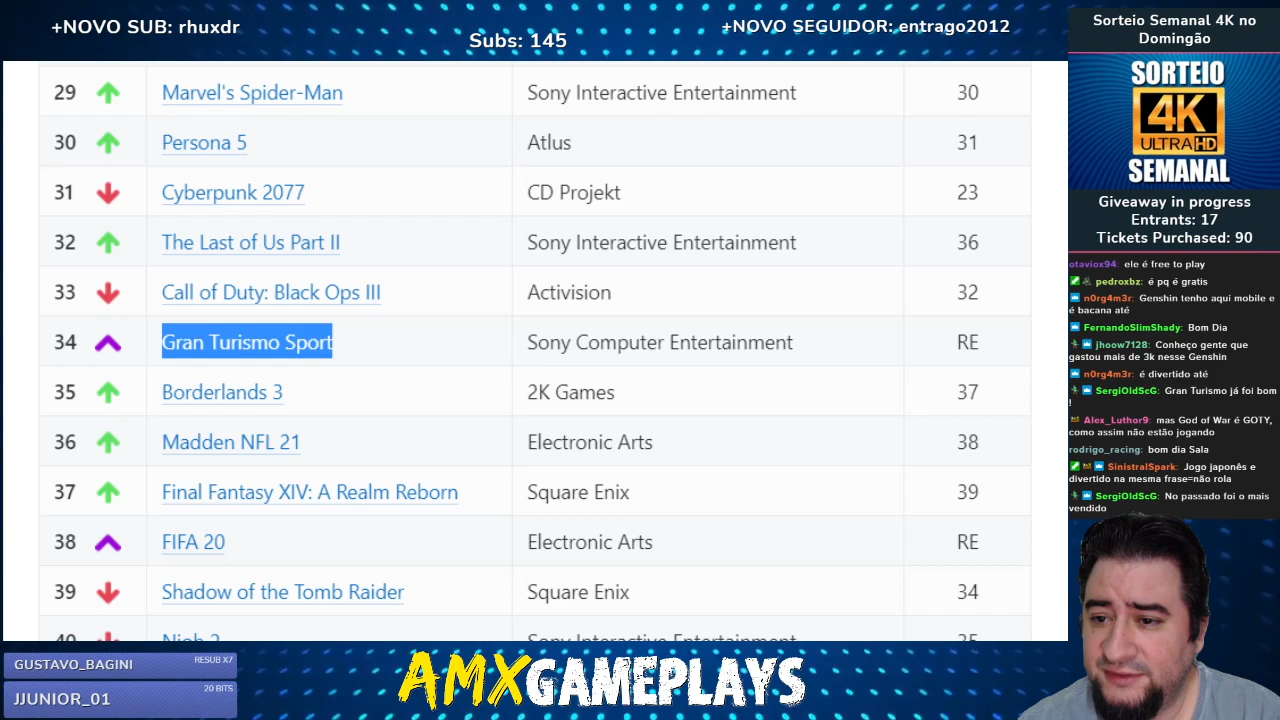 +NOVO SUB: rhuxdr
Subs: 145
+NOVO SEGUIDOR: entrago2012
29 Marvel's Spider-Man Sony Interactive Entertainment 30
30 Persona 5 Atlus 31
31 Cyberpunk 2077 CD Projekt 23
32 The Last of Us Part II Sony Interactive Entertainment 36
33 Call of Duty: Black Ops III Activision 32
34 Gran Turismo Sport Sony Computer Entertainment RE
35 Borderlands 3 2K Games 37
36 Madden NFL 21 Electronic Arts 38
37 Final Fantasy XIV: A Realm Reborn Square Enix 39
38 FIFA 20 Electronic Arts RE
39 Shadow of the Tomb Raider Square Enix 34
40 Nioh 2 Sony Interactive Entertainment 35
Sorteio Semanal 4K no
Domingão
SORTEIO
4K
ULTRA HD
SEMANAL
Giveaway in progress
Entrants: 17
Tickets Purchased: 90
otaviox94: ele é free to play
pedroxbz: é pq é gratis
n0rg4m3r: Genshin tenho aqui mobile e
é bacana até
FernandoSlimShady: Bom Dia
jhoow7128: Conheço gente que
gastou mais de 3k nesse Genshin
n0rg4m3r: é divertido até
SergiOldScG: Gran Turismo já foi bom
!
Alex_Luthor9: mas God of War é GOTY,
como assim não estão jogando
rodrigo_racing: bom dia Sala
SinistralSpark: Jogo japonês e
divertido na mesma frase=não rola
SergiOldScG: No passado foi o mais
vendido
GUSTAVO_BAGINI RESUB X7
JJUNIOR_01 20 BITS
AMXGAMEPLAYS